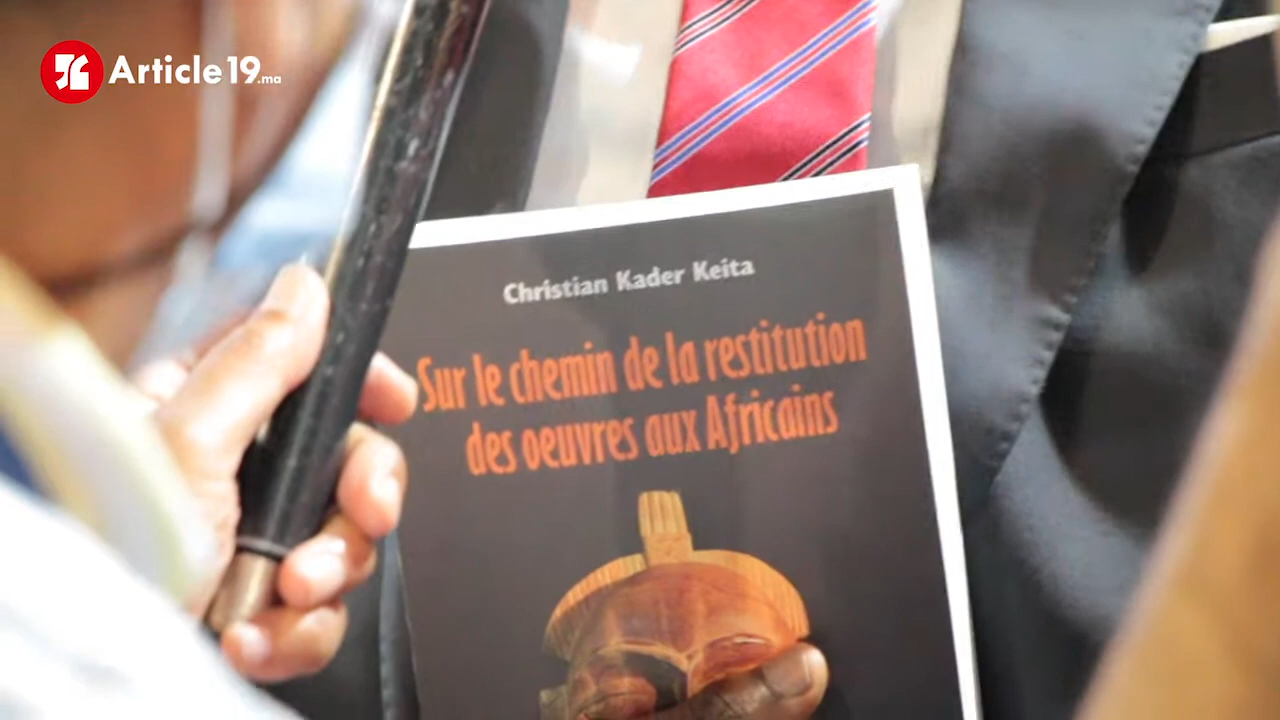 Article19.ma
Christian Kader Keita
Sur le chemin de la restitution
des oeuvres aux Africains